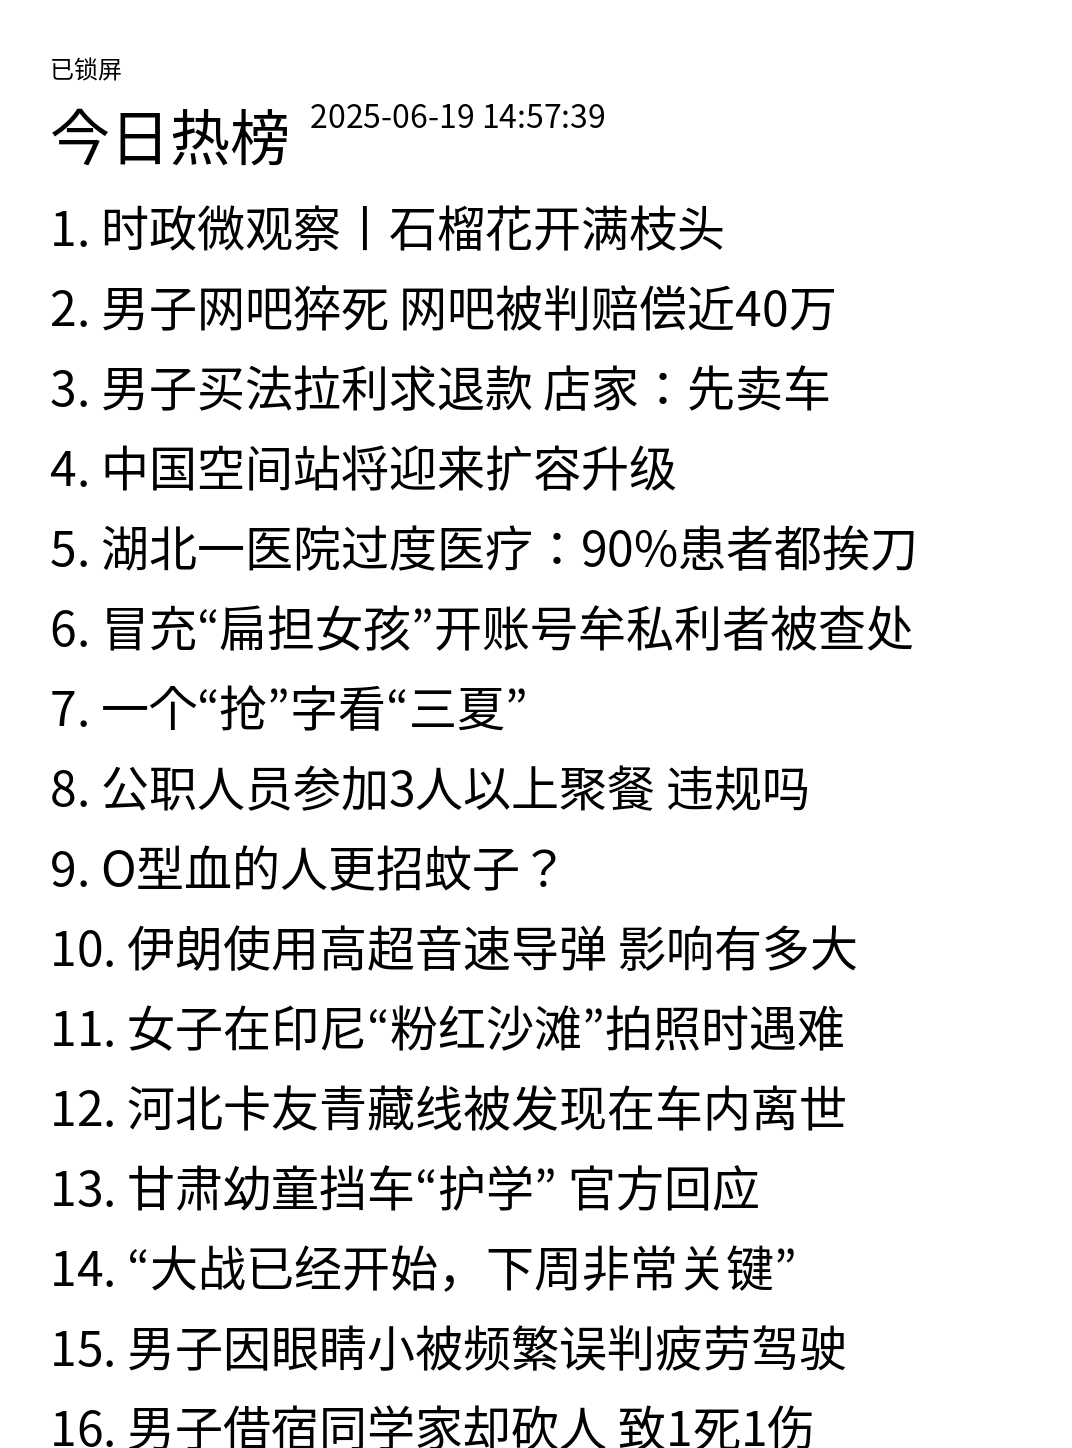 已锁屏
今日热榜 2025-06-19 14:57:39
1. 时政微观察丨石榴花开满枝头
2. 男子网吧猝死 网吧被判赔偿近40万
3. 男子买法拉利求退款 店家：先卖车
4. 中国空间站将迎来扩容升级
5. 湖北一医院过度医疗：90%患者都挨刀
6. 冒充“扁担女孩”开账号牟私利者被查处
7. 一个“抢”字看“三夏”
8. 公职人员参加3人以上聚餐 违规吗
9. O型血的人更招蚊子？
10. 伊朗使用高超音速导弹 影响有多大
11. 女子在印尼“粉红沙滩”拍照时遇难
12. 河北卡友青藏线被发现在车内离世
13. 甘肃幼童挡车“护学” 官方回应
14. “大战已经开始，下周非常关键”
15. 男子因眼睛小被频繁误判疲劳驾驶
16. 男子借宿同学家却砍人 致1死1伤